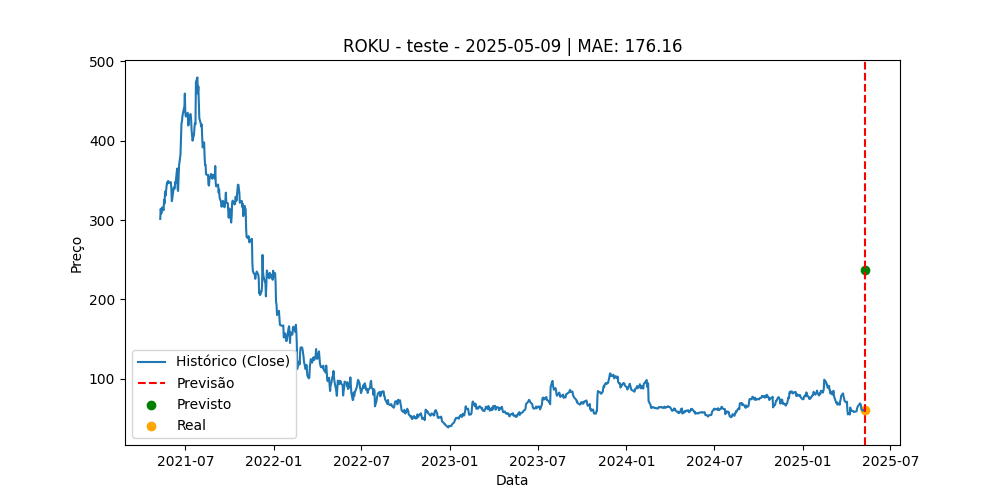 ROKU - teste - 2025-05-09 | MAE: 176.16
Preço
500
400
300
200
100
Histórico (Close)
Previsão
Previsto
Real
2021-07 2022-01 2022-07 2023-01 2023-07 2024-01 2024-07 2025-01 2025-07
Data